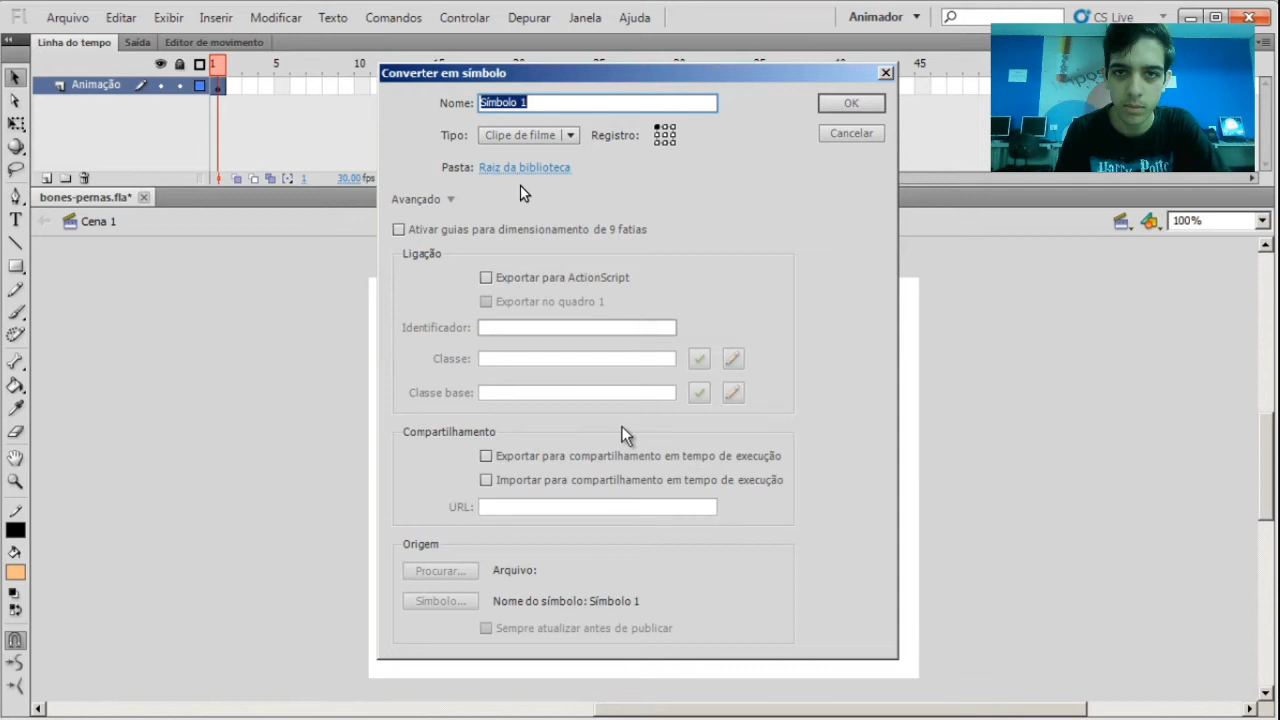 Fl Arquivo Editar Exibir Inserir Modificar Texto Comandos Controlar Depurar Janela Ajuda Animador CS Live
Linha do tempo Saída Editor de movimento
1 5 10 45
Animação
1 30,00 fps
bones-pernas.fla*
Cena 1
100%
Converter em símbolo
Nome: Símbolo 1
OK
Tipo: Clipe de filme Registro:
Cancelar
Pasta: Raiz da biblioteca
Avançado
Ativar guias para dimensionamento de 9 fatias
Ligação
Exportar para ActionScript
Exportar no quadro 1
Identificador:
Classe:
Classe base:
Compartilhamento
Exportar para compartilhamento em tempo de execução
Importar para compartilhamento em tempo de execução
URL:
Origem
Procurar... Arquivo:
Símbolo... Nome do símbolo: Símbolo 1
Sempre atualizar antes de publicar
Harry Potter